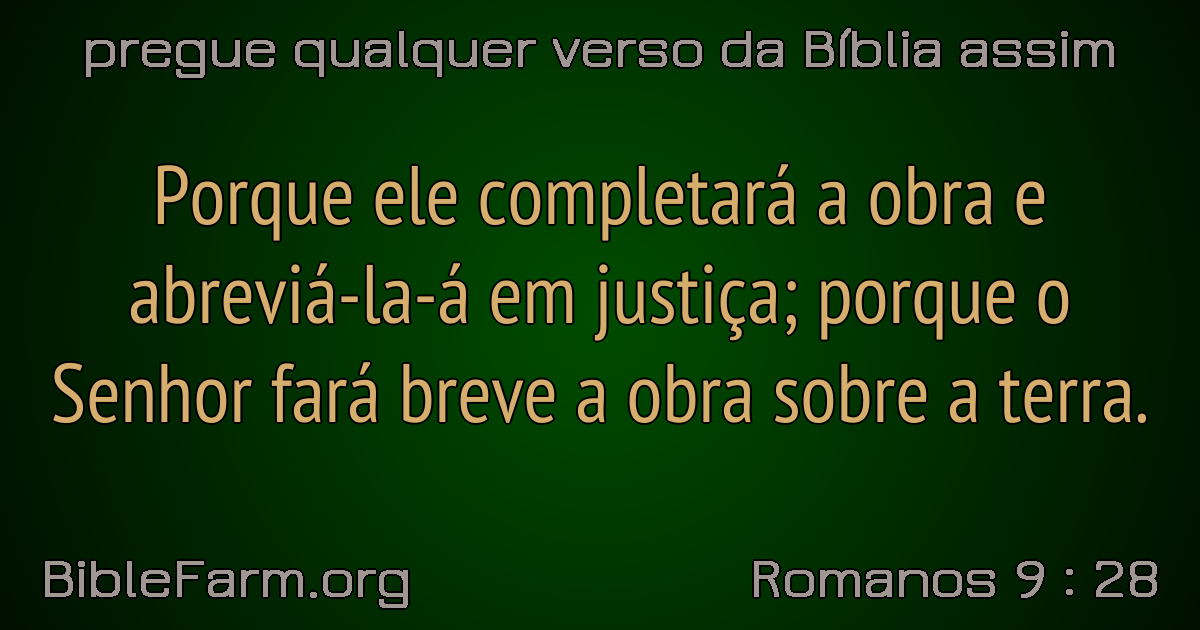 pregue qualquer verso da Bíblia assim
Porque ele completará a obra e
abreviá-la-á em justiça; porque o
Senhor fará breve a obra sobre a terra.
BibleFarm.org
Romanos 9 : 28